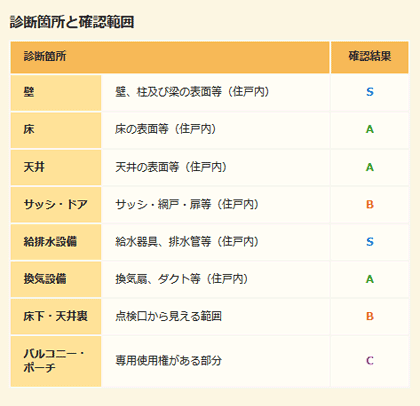 診断箇所と確認範囲
診断箇所 確認結果
壁 壁、柱及び梁の表面等（住戸内） S
床 床の表面等（住戸内） A
天井 天井の表面等（住戸内） A
サッシ・ドア サッシ・網戸・扉等（住戸内） B
給排水設備 給水器具、排水管等（住戸内） S
換気設備 換気扇、ダクト等（住戸内） A
床下・天井裏 点検口から見える範囲 B
バルコニー・
ポーチ 専用使用権がある部分 C